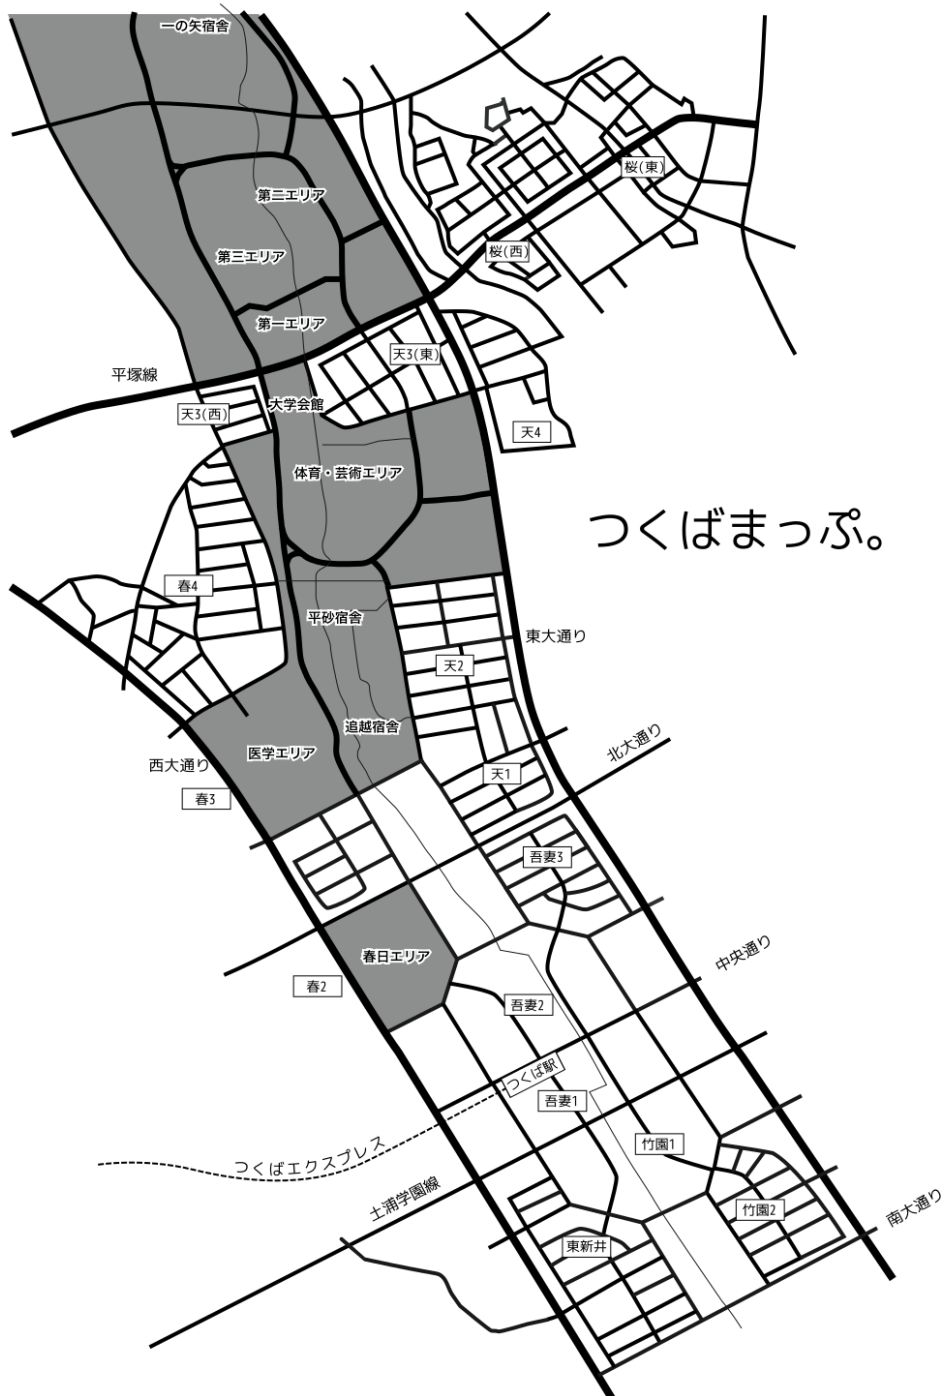 一の矢宿舎
桜(東)
第二エリア
桜(西)
第三エリア
第一エリア
天3(東)
平塚線
大学会館
天3(西)
天4
体育・芸術エリア
つくばまっぷ。
春4
平砂宿舎
東大通り
天2
追越宿舎
北大通り
医学エリア
西大通り
天1
春3
吾妻3
中央通り
春日エリア
春2
吾妻2
つくば駅
吾妻1
竹園1
つくばエクスプレス
土浦学園線
竹園2
南大通り
東新井